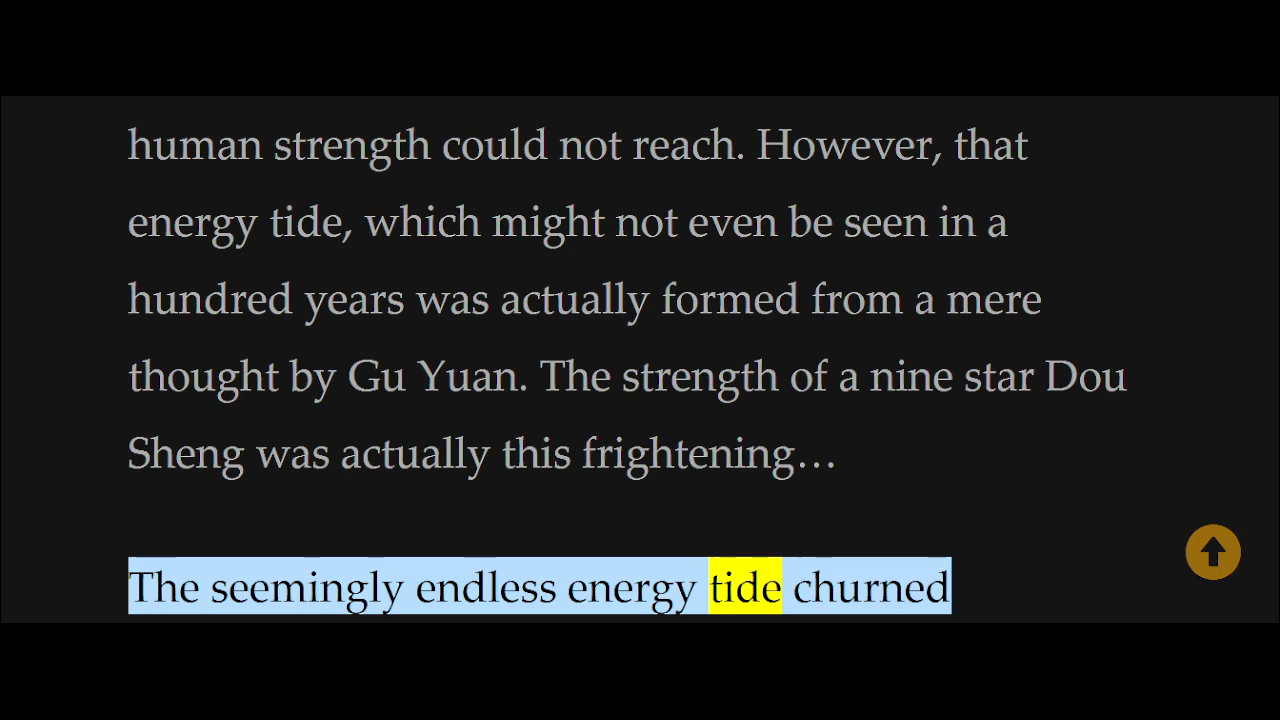 human strength could not reach. However, that
energy tide, which might not even be seen in a
hundred years was actually formed from a mere
thought by Gu Yuan. The strength of a nine star Dou
Sheng was actually this frightening…
The seemingly endless energy tide churned